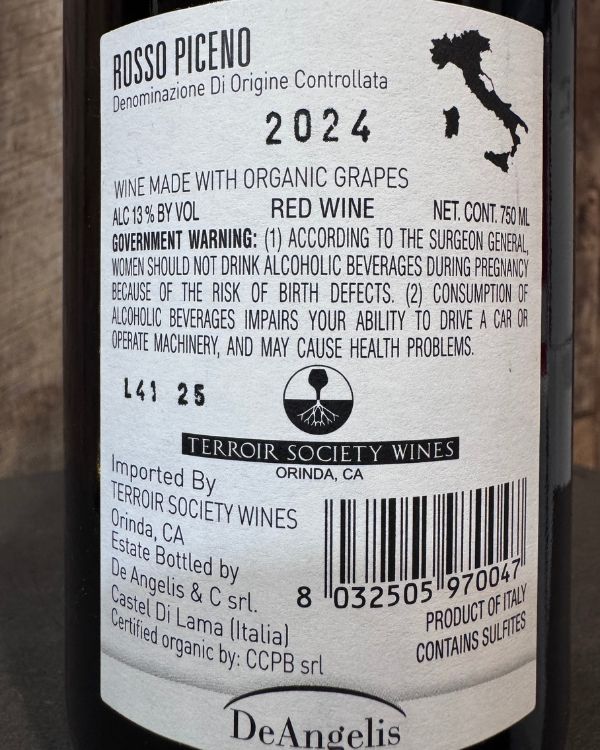 ROSSO PICENO
Denominazione Di Origine Controllata
2024
WINE MADE WITH ORGANIC GRAPES
ALC 13 % BY VOL RED WINE NET. CONT. 750 ML
GOVERNMENT WARNING: (1) ACCORDING TO THE SURGEON GENERAL,
WOMEN SHOULD NOT DRINK ALCOHOLIC BEVERAGES DURING PREGNANCY
BECAUSE OF THE RISK OF BIRTH DEFECTS. (2) CONSUMPTION OF
ALCOHOLIC BEVERAGES IMPAIRS YOUR ABILITY TO DRIVE A CAR OR
OPERATE MACHINERY, AND MAY CAUSE HEALTH PROBLEMS.
L41 25
TERROIR SOCIETY WINES
ORINDA, CA
Imported By
TERROIR SOCIETY WINES
Orinda, CA
Estate Bottled by
De Angelis & C srl.
Castel Di Lama (Italia)
Certified organic by: CCPB srl
8 032505 970047
PRODUCT OF ITALY
CONTAINS SULFITES
DeAngelis